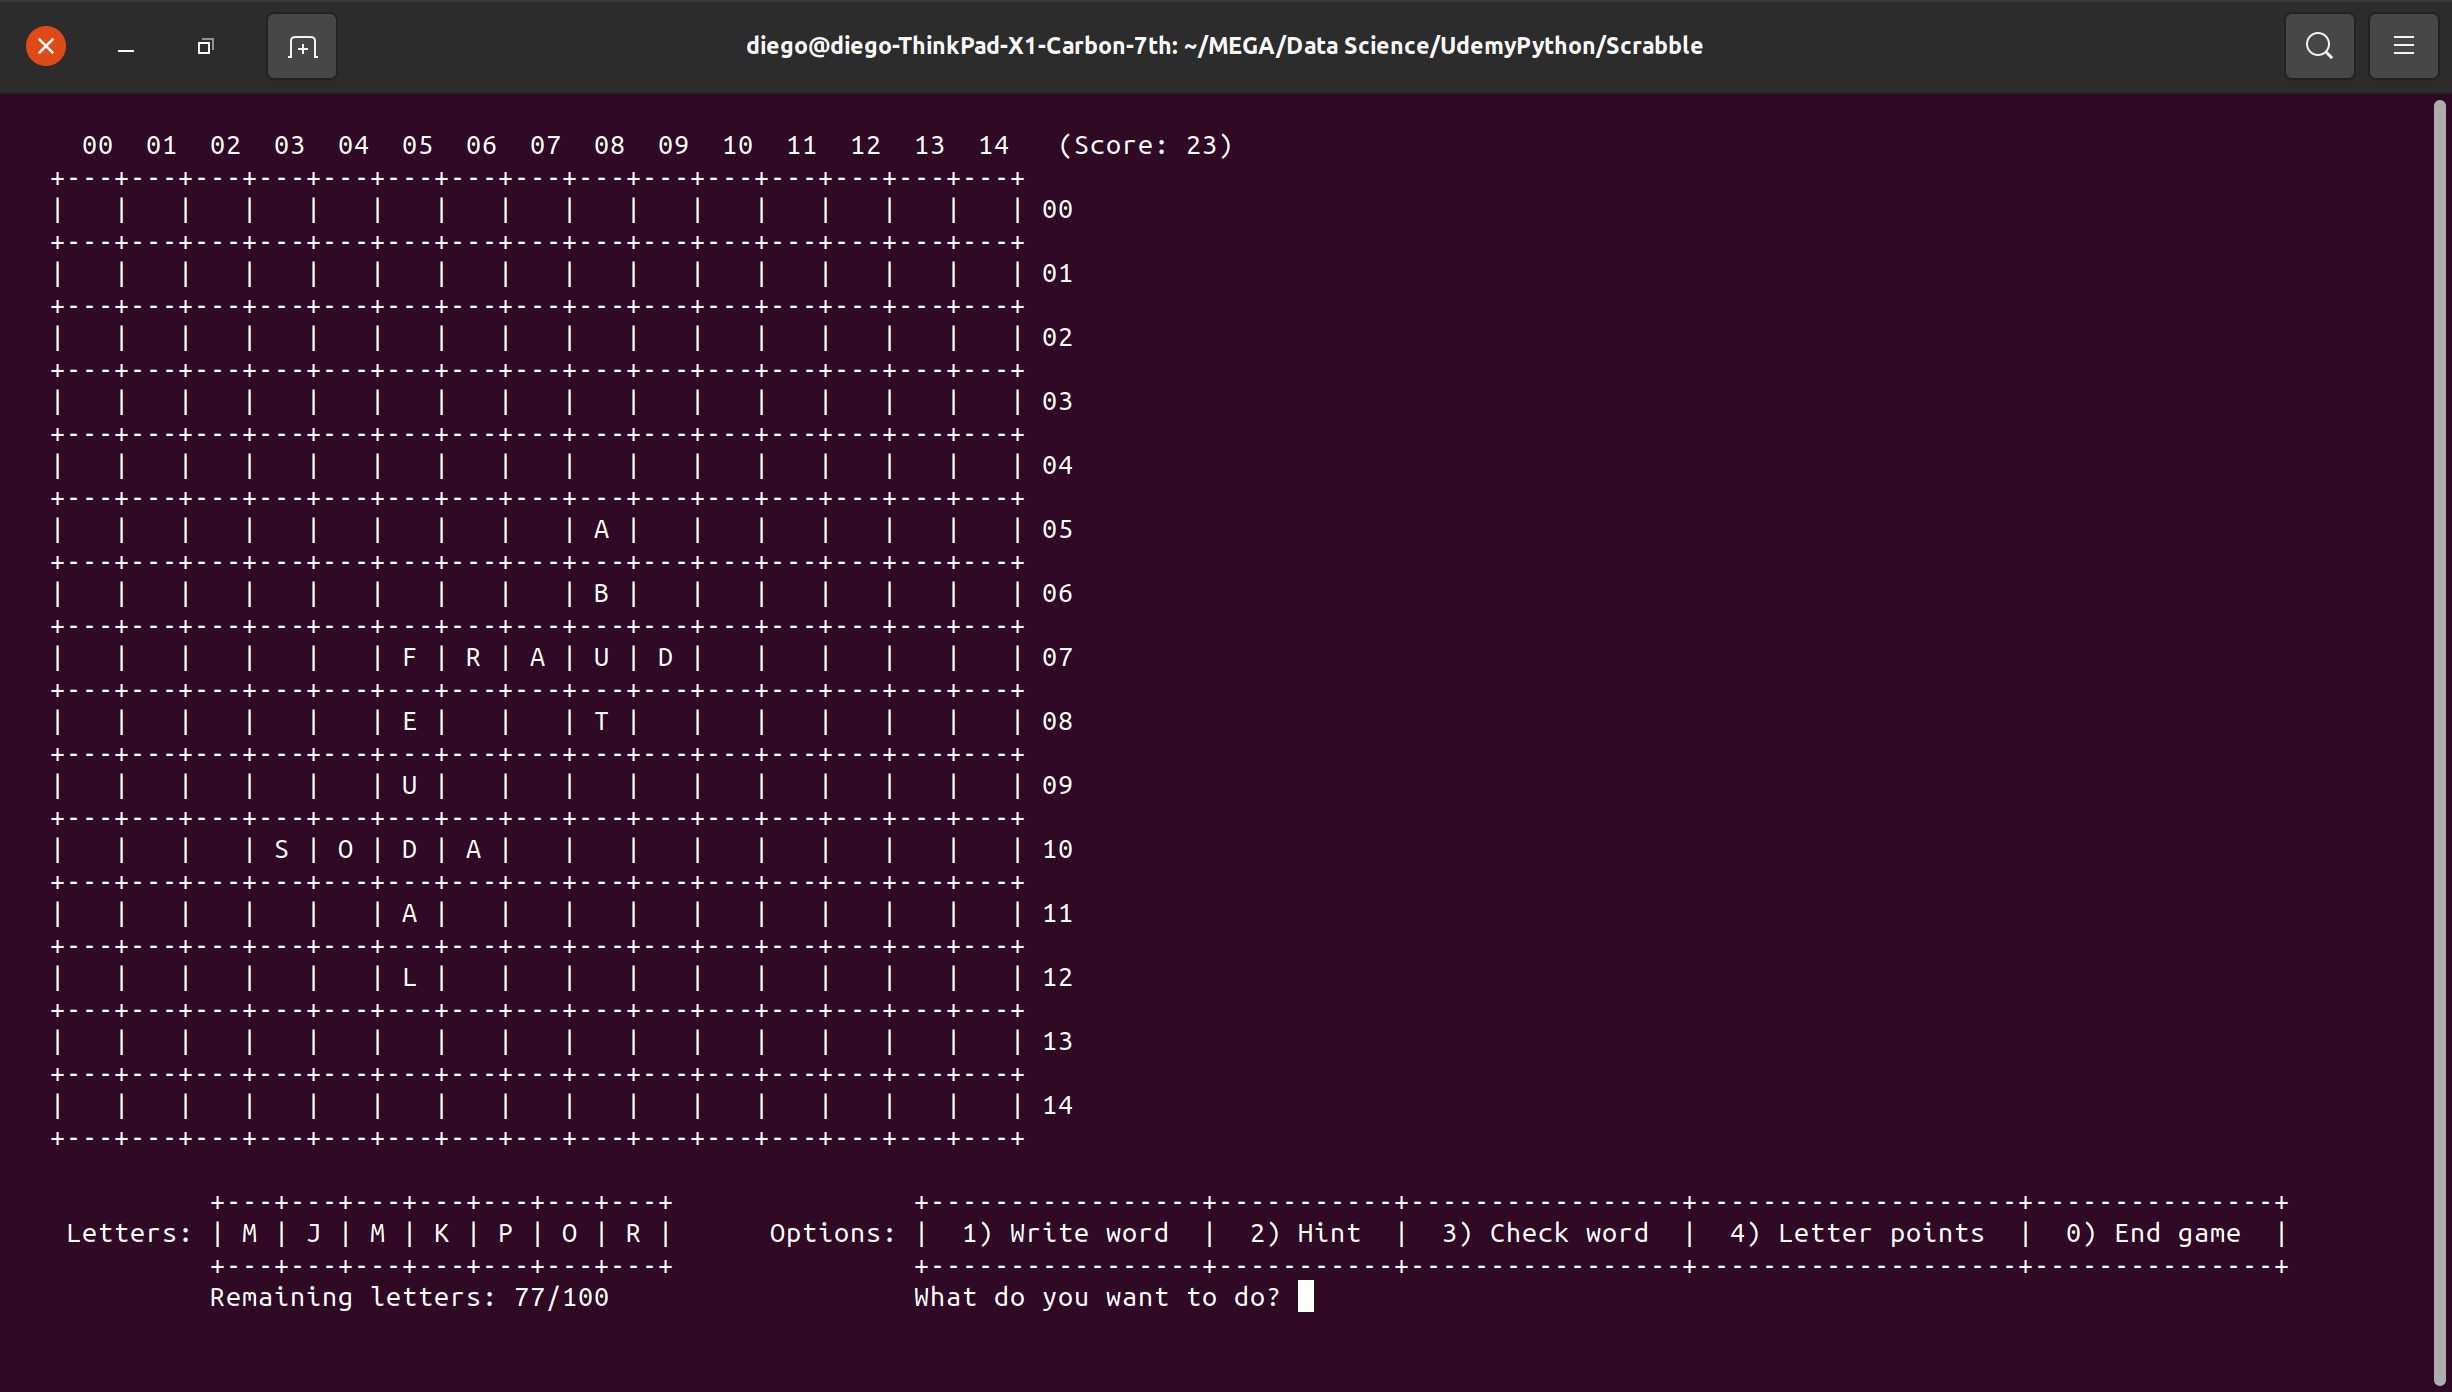 diego@diego-ThinkPad-X1-Carbon-7th: ~/MEGA/Data Science/UdemyPython/Scrabble
00 01 02 03 04 05 06 07 08 09 10 11 12 13 14 (Score: 23)
00
01
02
03
04
A 05
B 06
F R A U D 07
E T 08
U 09
S O D A 10
A 11
L 12
13
14
Letters: | M | J | M | K | P | O | R | Options: | 1) Write word | 2) Hint | 3) Check word | 4) Letter points | 0) End game |
Remaining letters: 77/100 What do you want to do?